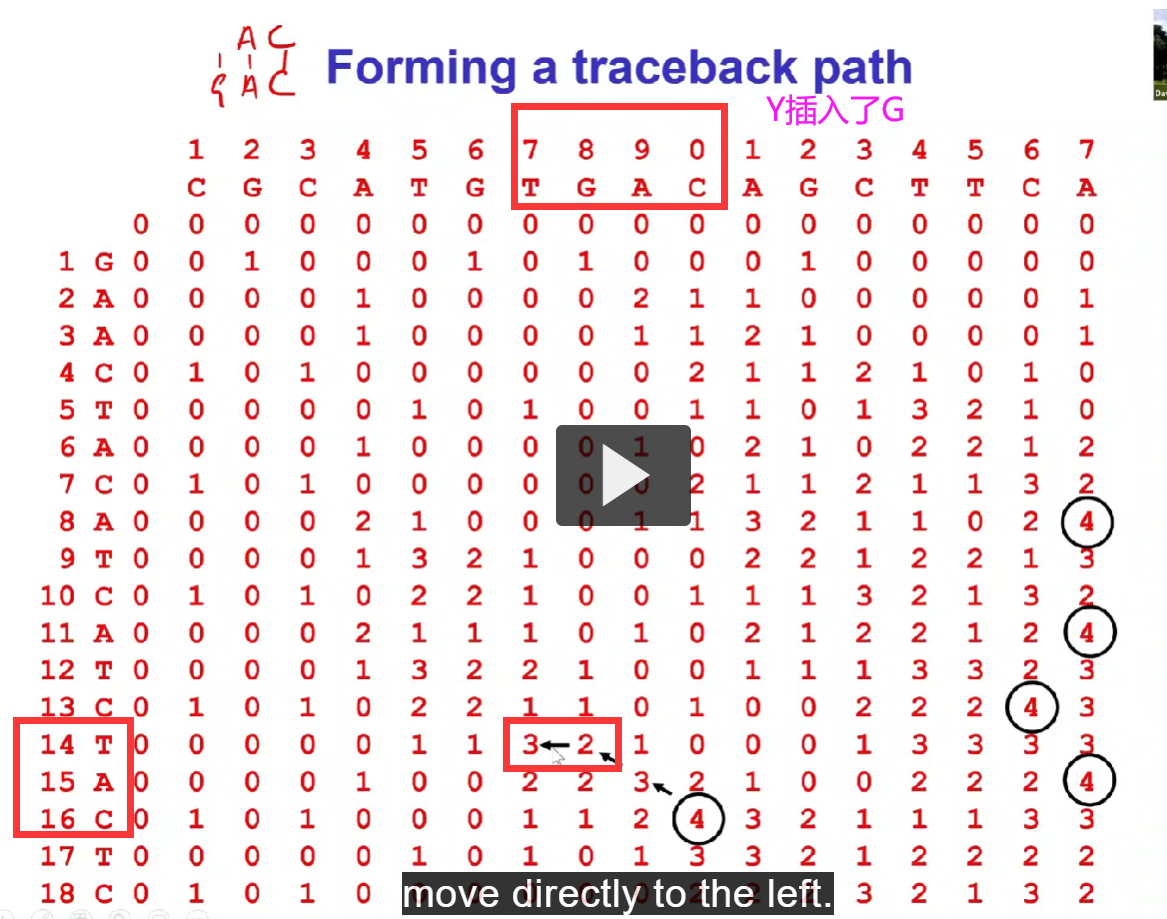 A C
G A C
Forming a traceback path
Y插入了G
1 2 3 4 5 6 7 8 9 0 1 2 3 4 5 6 7
C G C A T G T G A C A G C T T C A
0 0 0 0 0 0 0 0 0 0 0 0 0 0 0 0 0 0
1 G 0 0 1 0 0 0 1 0 1 0 0 0 1 0 0 0 0 0
2 A 0 0 0 0 1 0 0 0 0 2 1 1 0 0 0 0 0 1
3 A 0 0 0 0 1 0 0 0 0 1 1 2 1 0 0 0 0 1
4 C 0 1 0 1 0 0 0 0 0 0 2 1 1 2 1 0 1 0
5 T 0 0 0 0 0 1 0 1 0 0 1 1 0 1 3 2 1 0
6 A 0 0 0 0 1 0 0 0 0 1 0 2 1 0 2 2 1 2
7 C 0 1 0 1 0 0 0 0 0 0 2 1 1 2 1 1 3 2
8 A 0 0 0 0 2 1 0 0 0 1 1 3 2 1 1 0 2 4
9 T 0 0 0 0 1 3 2 1 0 0 0 2 2 1 2 2 1 3
10 C 0 1 0 1 0 2 2 1 0 0 1 1 1 3 2 1 3 2
11 A 0 0 0 0 2 1 1 1 0 1 0 2 1 2 2 1 2 4
12 T 0 0 0 0 1 3 2 2 1 0 0 1 1 1 3 3 2 3
13 C 0 1 0 1 0 2 2 1 1 0 1 0 0 2 2 2 4 3
14 T 0 0 0 0 0 1 1 3 2 1 0 0 0 1 3 3 3 3
15 A 0 0 0 0 1 0 0 2 2 3 2 1 0 0 2 2 2 4
16 C 0 1 0 1 0 0 0 1 1 2 4 3 2 1 1 1 3 3
17 T 0 0 0 0 0 1 0 1 0 1 3 3 2 1 2 2 2 2
18 C 0 1 0 1 3 2 1 3 2
move directly to the left.